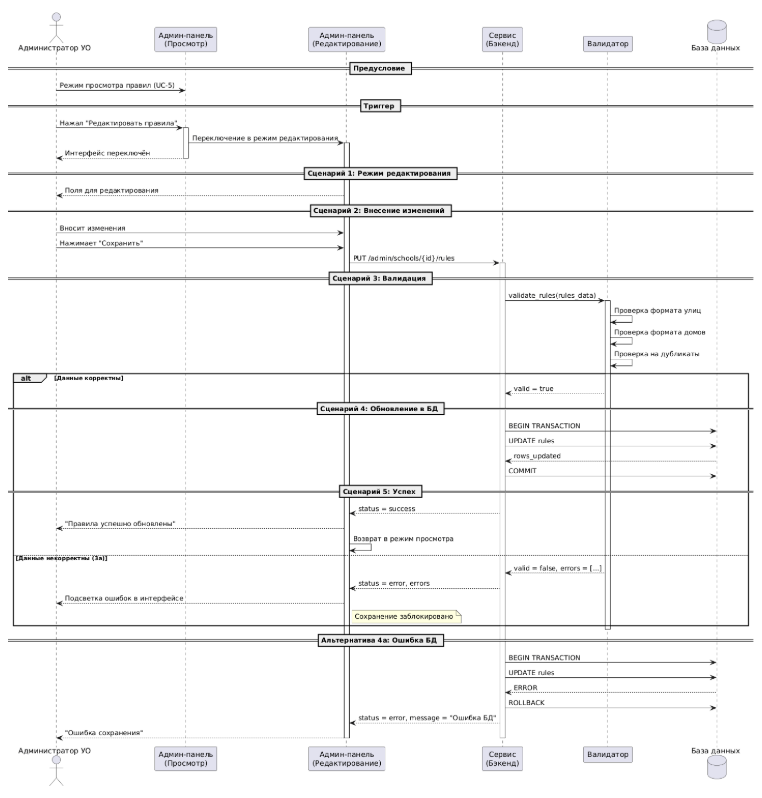 Администратор УО
Админ-панель
(Просмотр)
Админ-панель
(Редактирование)
Сервис
(Бэкенд)
Валидатор
База данных
Предусловие
Режим просмотра правил (UC-5)
Триггер
Нажал "Редактировать правила"
Переключение в режим редактирования
Интерфейс переключён
Сценарий 1: Режим редактирования
Поля для редактирования
Сценарий 2: Внесение изменений
Вносит изменения
Нажимает "Сохранить"
PUT /admin/schools/{id}/rules
Сценарий 3: Валидация
validate_rules(rules_data)
Проверка формата улиц
Проверка формата домов
Проверка на дубликаты
alt
[Данные корректны]
valid = true
Сценарий 4: Обновление в БД
BEGIN TRANSACTION
UPDATE rules
rows_updated
COMMIT
Сценарий 5: Успех
status = success
"Правила успешно обновлены"
Возврат в режим просмотра
[Данные некорректны (3a)]
valid = false, errors = [...]
status = error, errors
Подсветка ошибок в интерфейсе
Сохранение заблокировано
Альтернатива 4a: Ошибка БД
BEGIN TRANSACTION
UPDATE rules
ERROR
ROLLBACK
status = error, message = "Ошибка БД"
"Ошибка сохранения"
Администратор УО
Админ-панель
(Просмотр)
Админ-панель
(Редактирование)
Сервис
(Бэкенд)
Валидатор
База данных